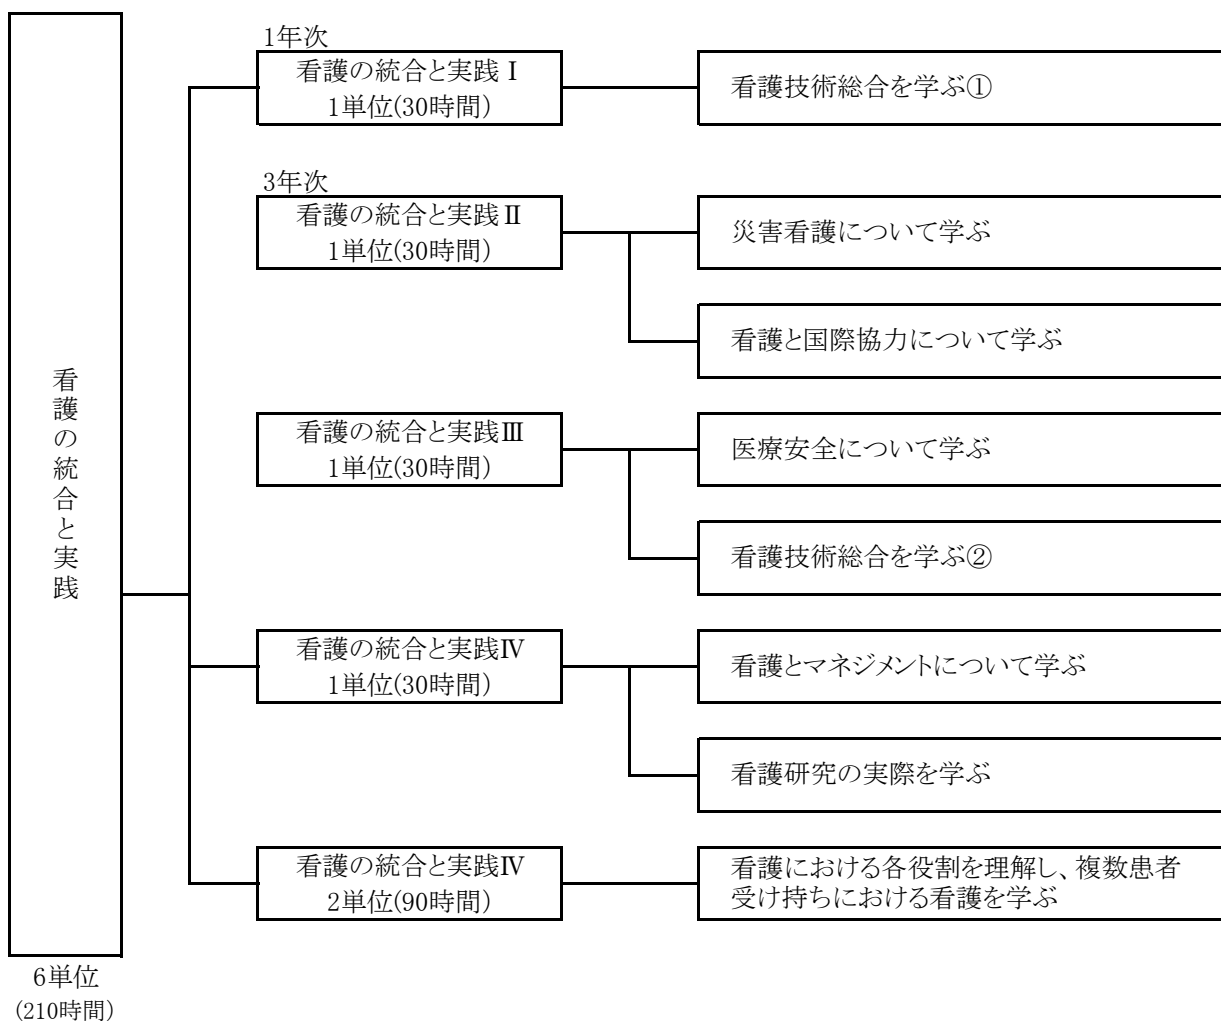 看護の統合と実践
6単位
(210時間)
1年次
看護の統合と実践Ⅰ
1単位(30時間)
看護技術総合を学ぶ①
3年次
看護の統合と実践Ⅱ
1単位(30時間)
災害看護について学ぶ
看護と国際協力について学ぶ
看護の統合と実践Ⅲ
1単位(30時間)
医療安全について学ぶ
看護技術総合を学ぶ②
看護の統合と実践Ⅳ
1単位(30時間)
看護とマネジメントについて学ぶ
看護研究の実際を学ぶ
看護の統合と実践Ⅳ
2単位(90時間)
看護における各役割を理解し、複数患者
受け持ちにおける看護を学ぶ